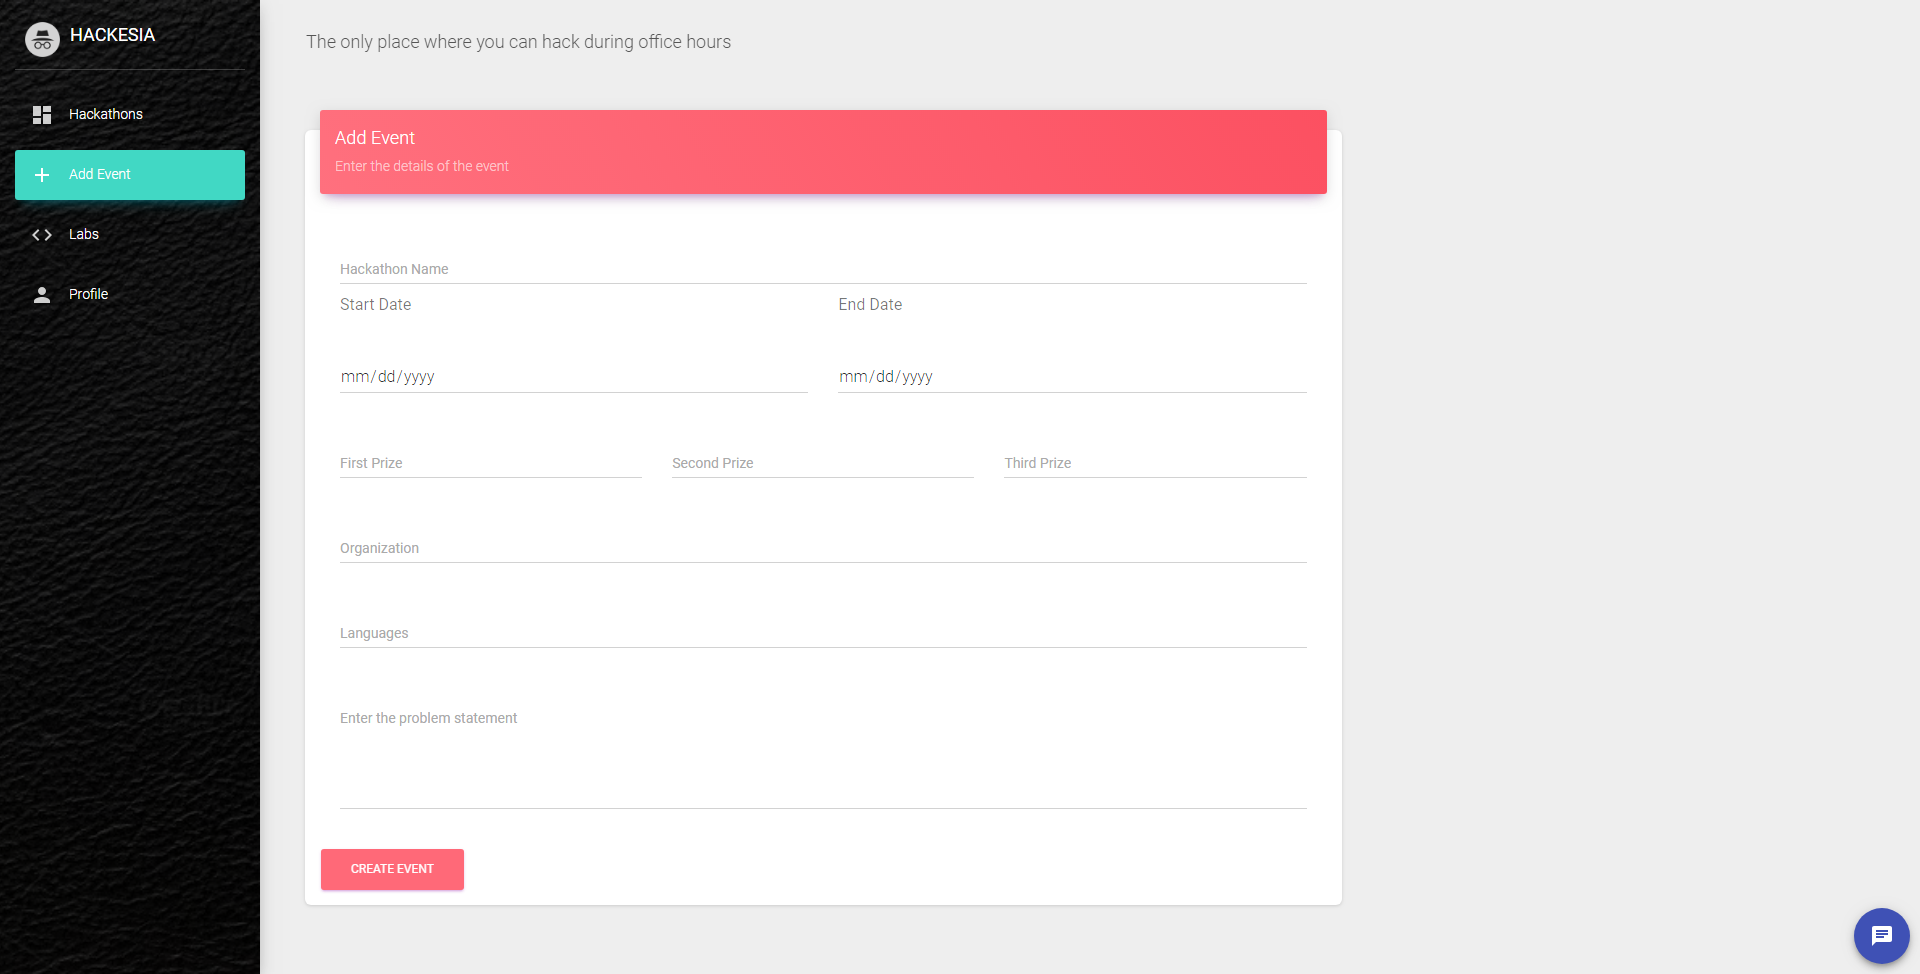 HACKESIA
Hackathons
Add Event
Labs
Profile
The only place where you can hack during office hours
Add Event
Enter the details of the event
Hackathon Name
Start Date End Date
mm/dd/yyyy mm/dd/yyyy
First Prize Second Prize Third Prize
Organization
Languages
Enter the problem statement
CREATE EVENT